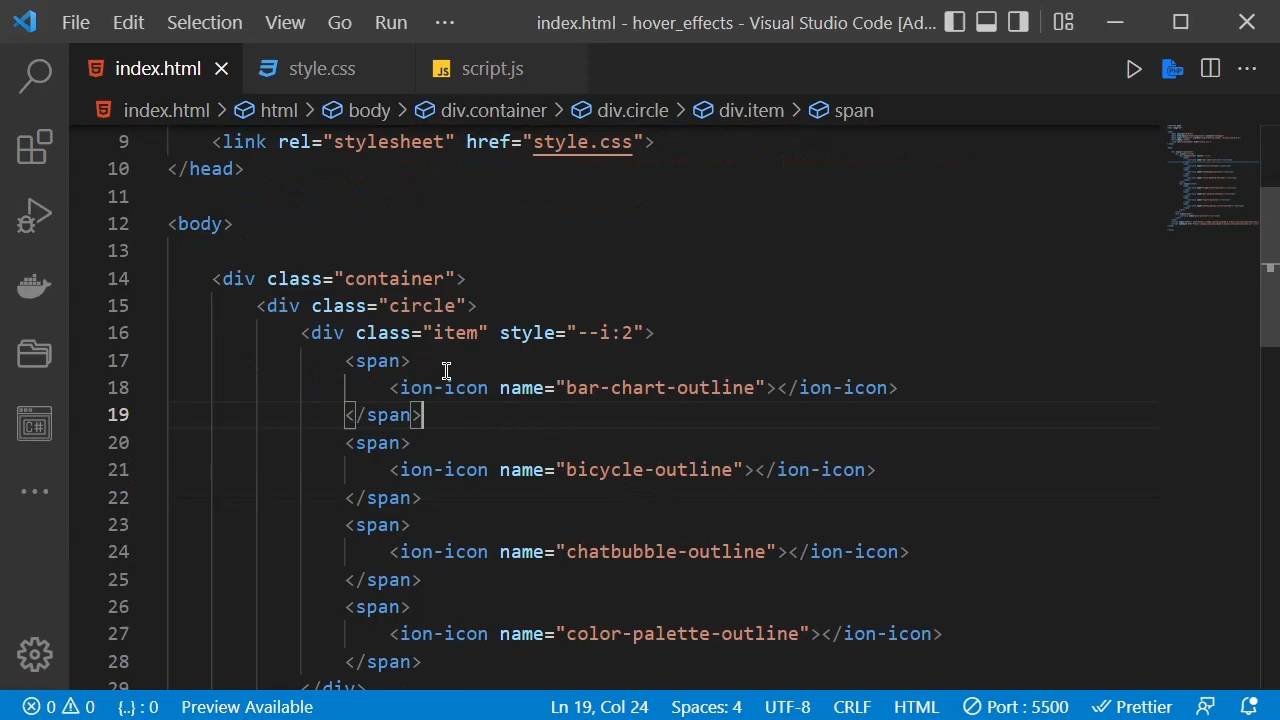 File Edit Selection View Go Run ··· index.html - hover_effects - Visual Studio Code [Ad...
index.html style.css JS script.js PHP
index.html > html > body > div.container > div.circle > div.item > span
9 <link rel="stylesheet" href="style.css">
10 </head>
11
12 <body>
13
14 <div class="container">
15 <div class="circle">
16 <div class="item" style="--i:2">
17 <span>
18 <ion-icon name="bar-chart-outline"></ion-icon>
19 </span>
20 <span>
21 <ion-icon name="bicycle-outline"></ion-icon>
22 </span>
23 <span>
24 <ion-icon name="chatbubble-outline"></ion-icon>
25 </span>
26 <span>
27 <ion-icon name="color-palette-outline"></ion-icon>
28 </span>
29 </div>
C#
0 0 {..} : 0 Preview Available Ln 19, Col 24 Spaces: 4 UTF-8 CRLF HTML Port : 5500 Prettier